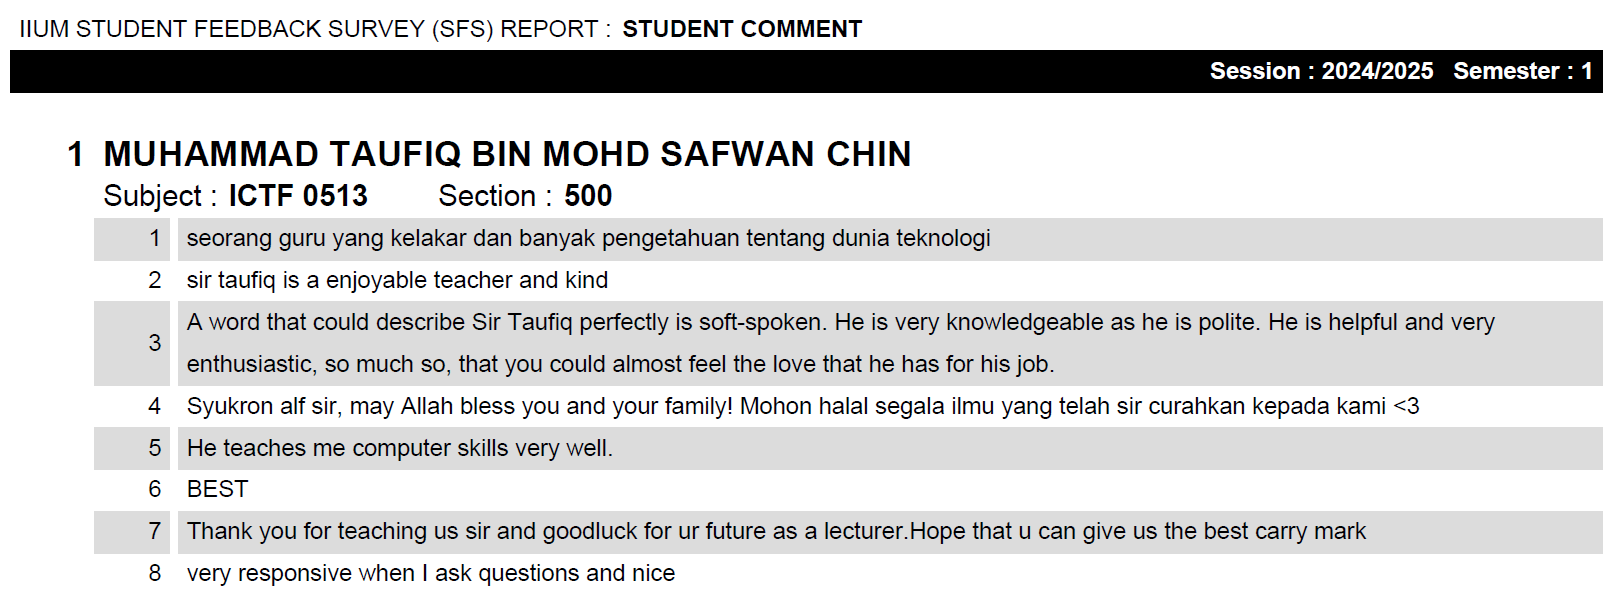 IIUM STUDENT FEEDBACK SURVEY (SFS) REPORT : STUDENT COMMENT
Session : 2024/2025 Semester : 1
1 MUHAMMAD TAUFIQ BIN MOHD SAFWAN CHIN
Subject : ICTF 0513 Section : 500
1 seorang guru yang kelakar dan banyak pengetahuan tentang dunia teknologi
2 sir taufiq is a enjoyable teacher and kind
3 A word that could describe Sir Taufiq perfectly is soft-spoken. He is very knowledgeable as he is polite. He is helpful and very
enthusiastic, so much so, that you could almost feel the love that he has for his job.
4 Syukron alf sir, may Allah bless you and your family! Mohon halal segala ilmu yang telah sir curahkan kepada kami <3
5 He teaches me computer skills very well.
6 BEST
7 Thank you for teaching us sir and goodluck for ur future as a lecturer.Hope that u can give us the best carry mark
8 very responsive when I ask questions and nice